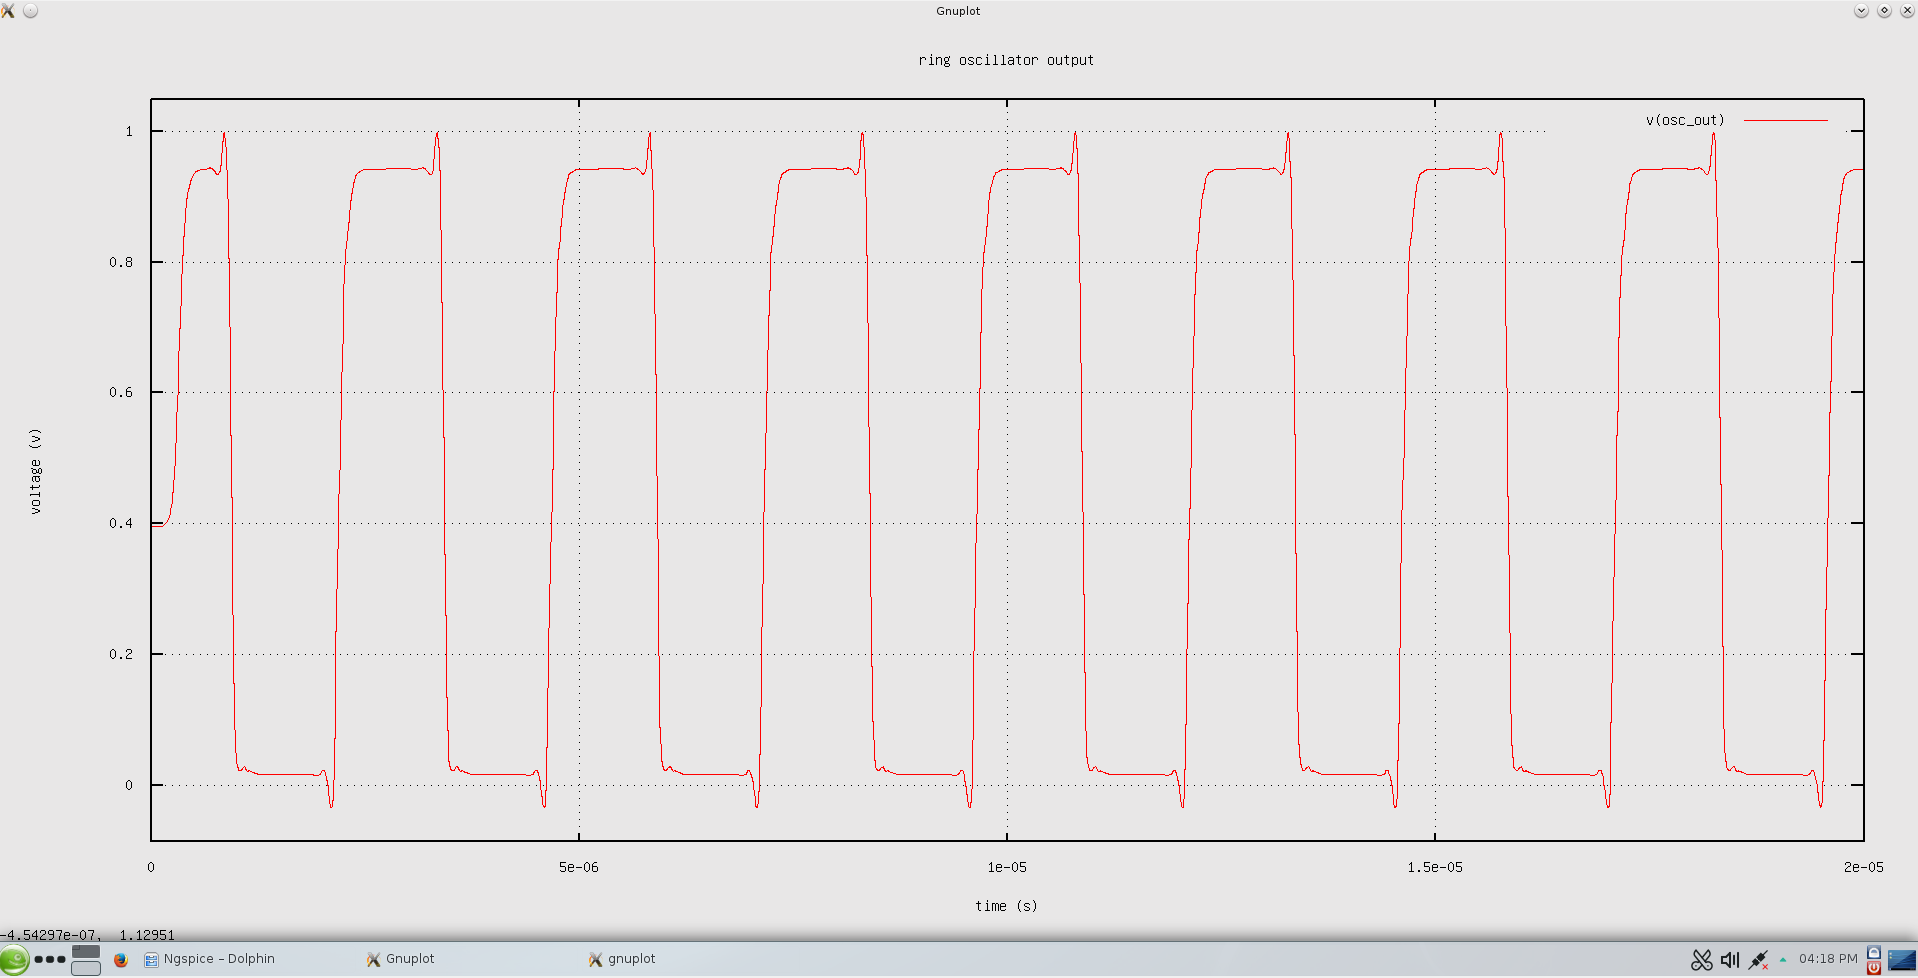 Gnuplot
ring oscillator output
v(osc_out)
1
0.8
0.6
0.4
0.2
0
voltage (v)
0 5e-06 1e-05 1.5e-05 2e-05
time (s)
-4.54297e-07, 1.12951
Ngspice – Dolphin Gnuplot gnuplot 04:18 PM